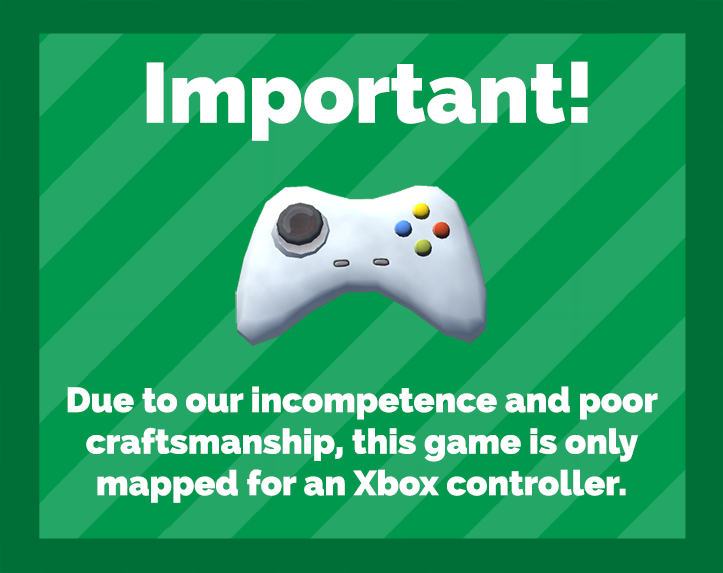 Important!
Due to our incompetence and poor
craftsmanship, this game is only
mapped for an Xbox controller.